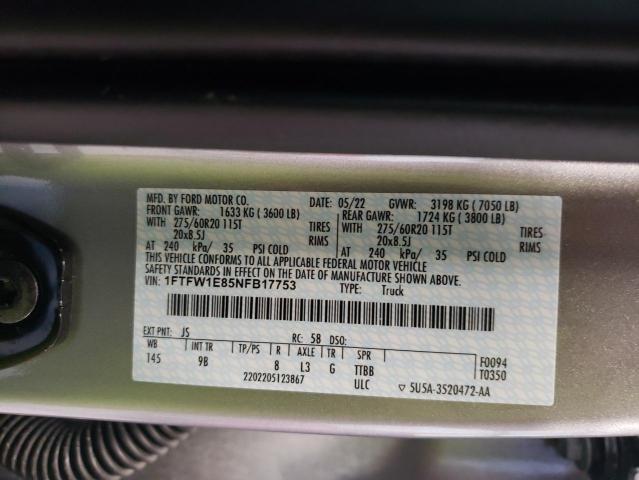 MFD. BY FORD MOTOR CO. DATE: 05/22 GVWR: 3198 KG ( 7050 LB)
FRONT GAWR: 1633 KG ( 3600 LB) REAR GAWR: 1724 KG ( 3800 LB)
WITH 275/60R20 115T TIRES WITH 275/60R20 115T TIRES
20x8.5J RIMS 20x8.5J RIMS
AT 240 kPa/ 35 PSI COLD AT 240 kPa/ 35 PSI COLD
THIS VEHICLE CONFORMS TO ALL APPLICABLE FEDERAL MOTOR VEHICLE
SAFETY STANDARDS IN EFFECT ON THE DATE OF MANUFACTURE SHOWN ABOVE.
VIN: 1FTFW1E85NFB17753 TYPE: Truck
EXT PNT: JS RC: 58 DSO:
WB INT TR TP/PS R AXLE TR SPR F0094
145 9B 8 L3 G TTBB T0350
2202205123867 ULC ▽ 5U5A-3520472-AA